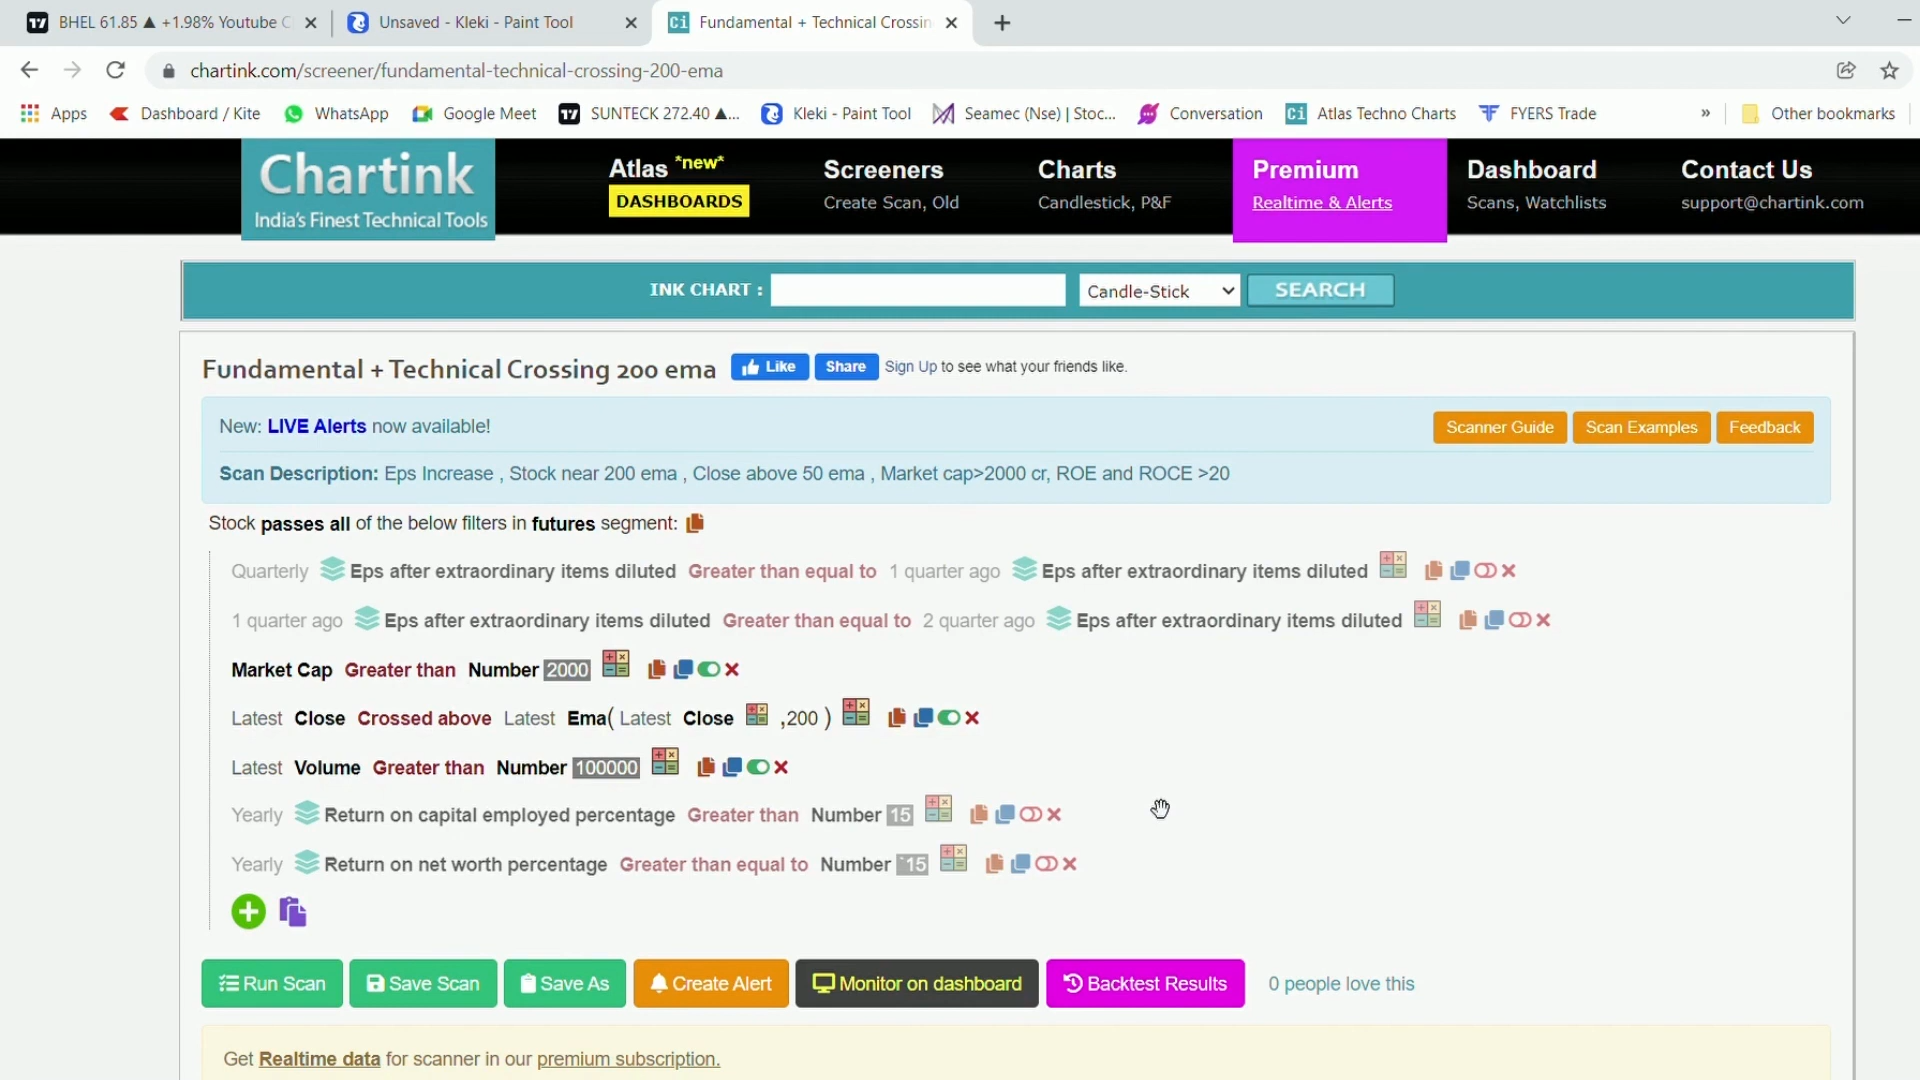 BHEL 61.85 ▲ +1.98% Youtube C
Unsaved - Kleki - Paint Tool
Fundamental + Technical Crossin
chartink.com/screener/fundamental-technical-crossing-200-ema
Apps
Dashboard / Kite
WhatsApp
Google Meet
SUNTECK 272.40 ▲...
Kleki - Paint Tool
Seamec (Nse) | Stoc...
Conversation
Atlas Techno Charts
FYERS Trade
»
Other bookmarks
Chartink
India's Finest Technical Tools
Atlas *new*
DASHBOARDS
Screeners
Create Scan, Old
Charts
Candlestick, P&F
Premium
Realtime & Alerts
Dashboard
Scans, Watchlists
Contact Us
support@chartink.com
INK CHART : Candle-Stick SEARCH
Fundamental + Technical Crossing 200 ema Like Share Sign Up to see what your friends like.
New: LIVE Alerts now available! Scanner Guide Scan Examples Feedback
Scan Description: Eps Increase , Stock near 200 ema , Close above 50 ema , Market cap>2000 cr, ROE and ROCE >20
Stock passes all of the below filters in futures segment:
Quarterly Eps after extraordinary items diluted Greater than equal to 1 quarter ago Eps after extraordinary items diluted
1 quarter ago Eps after extraordinary items diluted Greater than equal to 2 quarter ago Eps after extraordinary items diluted
Market Cap Greater than Number 2000
Latest Close Crossed above Latest Ema( Latest Close ,200 )
Latest Volume Greater than Number 100000
Yearly Return on capital employed percentage Greater than Number 15
Yearly Return on net worth percentage Greater than equal to Number `15
Run Scan Save Scan Save As Create Alert Monitor on dashboard Backtest Results 0 people love this
Get Realtime data for scanner in our premium subscription.